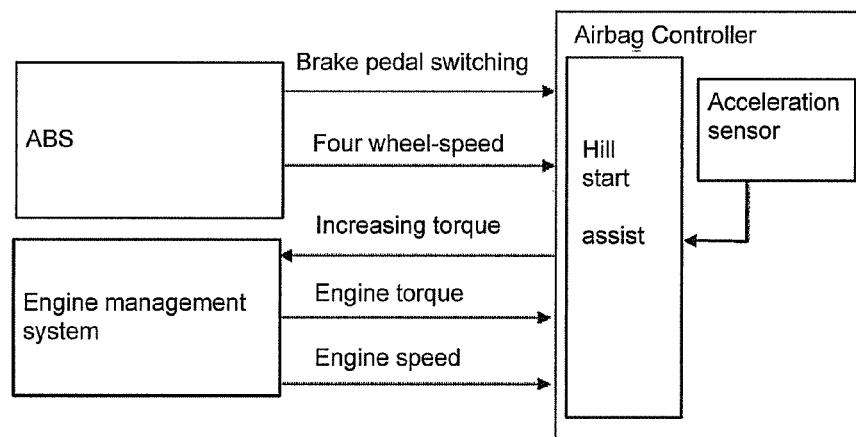 Airbag Controller
Brake pedal switching
ABS
Four wheel-speed
Acceleration
sensor
Hill
start
assist
Increasing torque
Engine management
system
Engine torque
Engine speed